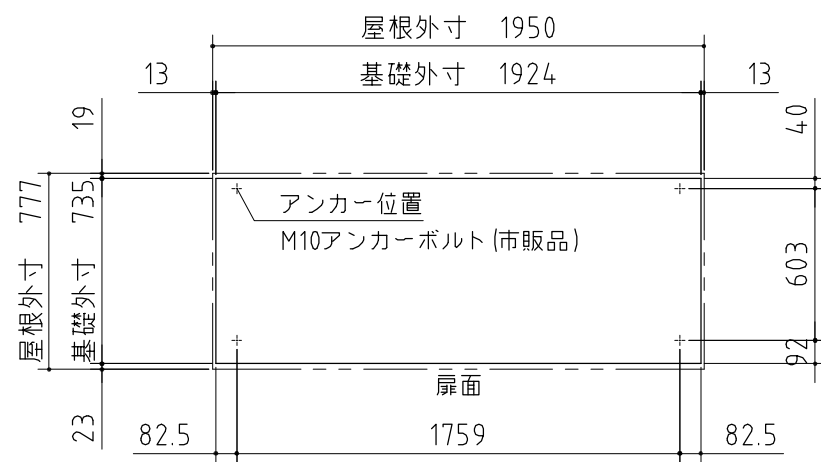 屋根外寸 1950
13 基礎外寸 1924 13
19
40
屋根外寸 777
基礎外寸 735
アンカー位置
M10アンカーボルト(市販品)
603
92
扉面
23
82.5 1759 82.5